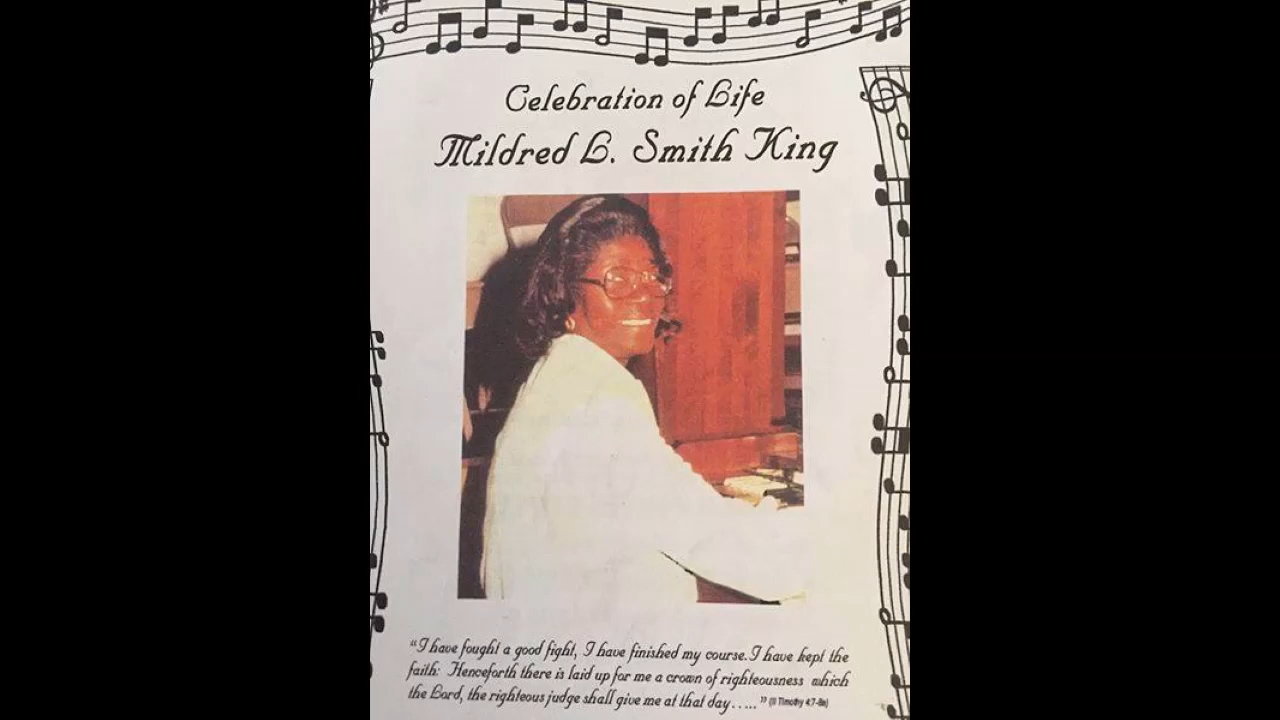 Celebration of Life
Mildred L. Smith King
“I have fought a good fight, I have finished my course.I have kept the
faith: Henceforth there is laid up for me a crown of righteousness which
the Lord, the righteous judge shall give me at that day.....” (II Timothy 4:7-8a)